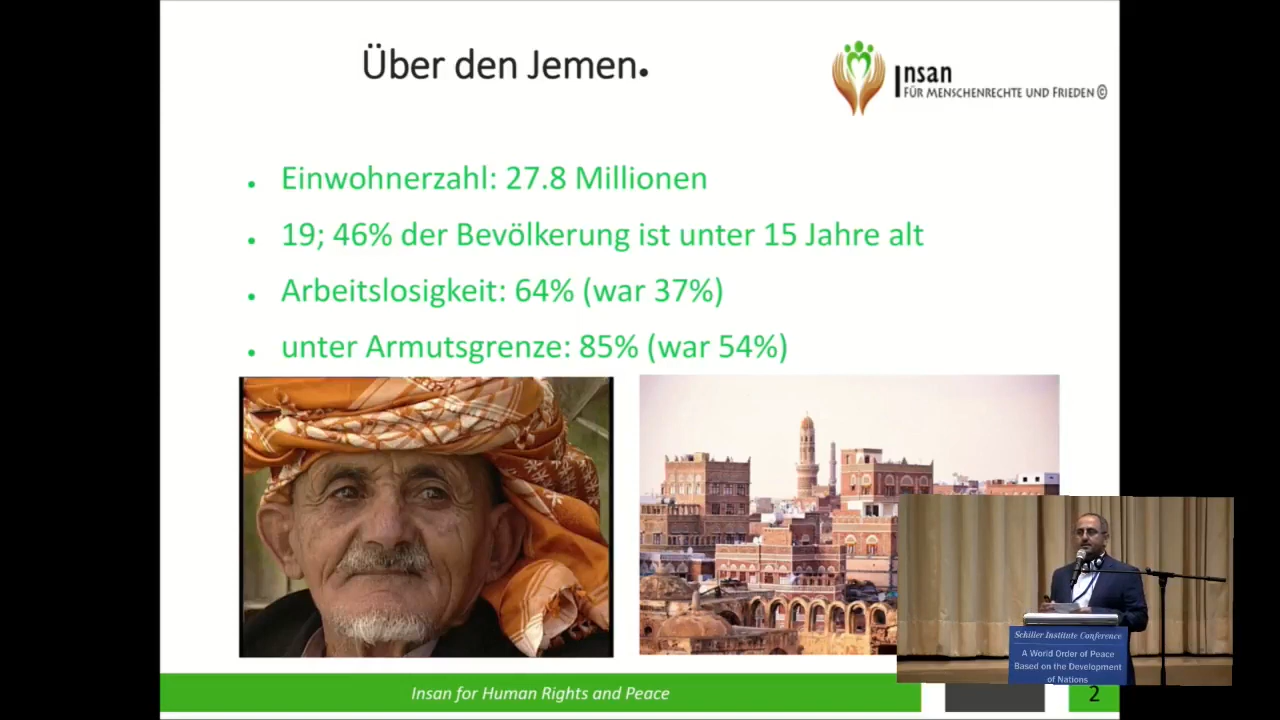 Über den Jemen.
Insan
FÜR MENSCHENRECHTE UND FRIEDEN ©
Einwohnerzahl: 27.8 Millionen
19; 46% der Bevölkerung ist unter 15 Jahre alt
Arbeitslosigkeit: 64% (war 37%)
unter Armutsgrenze: 85% (war 54%)
Schiller Institute Conference
A World Order of Peace
Based on the Development
of Nations
Insan for Human Rights and Peace
2